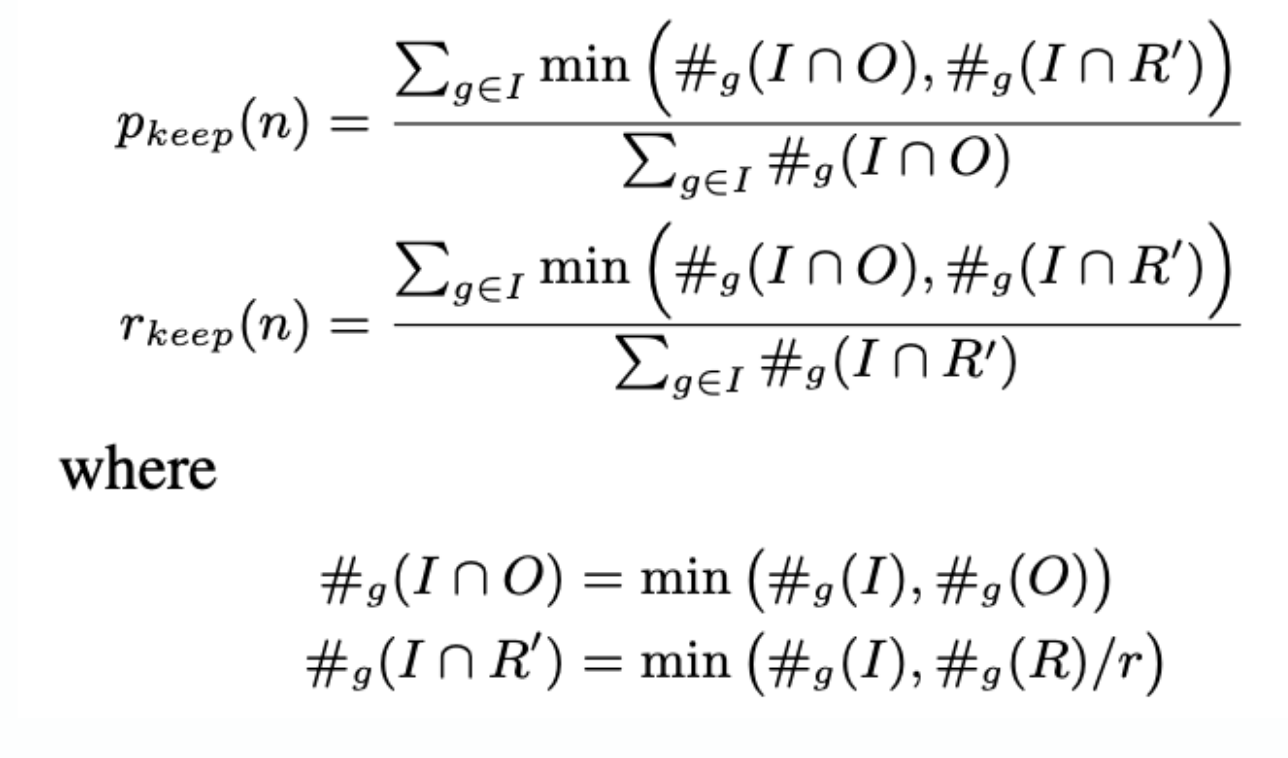 p_{keep}(n) = \frac{\sum_{g \in I} \min \left( \#_g(I \cap O), \#_g(I \cap R') \right)}{\sum_{g \in I} \#_g(I \cap O)}
r_{keep}(n) = \frac{\sum_{g \in I} \min \left( \#_g(I \cap O), \#_g(I \cap R') \right)}{\sum_{g \in I} \#_g(I \cap R')}
where
\#_g(I \cap O) = \min \left( \#_g(I), \#_g(O) \right)
\#_g(I \cap R') = \min \left( \#_g(I), \#_g(R)/r \right)